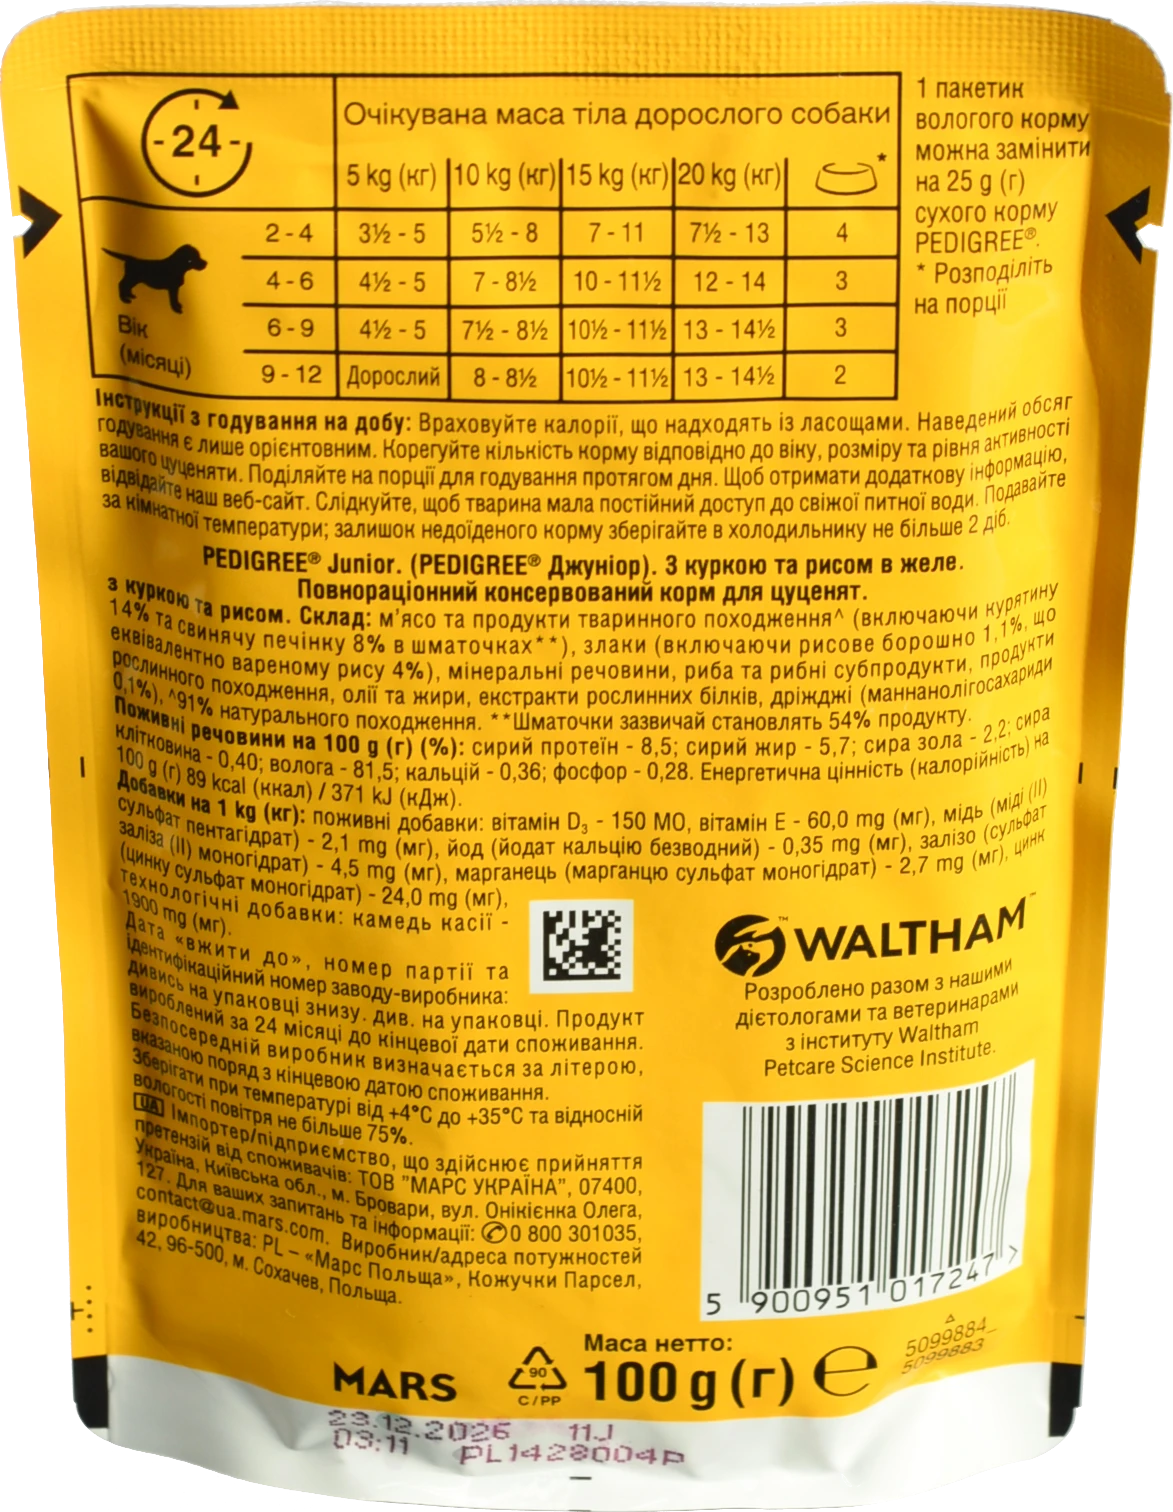 24
Очікувана маса тіла дорослого собаки
5 kg (кг) 10 kg (кг) 15 kg (кг) 20 kg (кг) *
2 - 4 3½ - 5 5½ - 8 7 - 11 7½ - 13 4
4 - 6 4½ - 5 7 - 8½ 10 - 11½ 12 - 14 3
6 - 9 4½ - 5 7½ - 8½ 10½ - 11½ 13 - 14½ 3
9 - 12 Дорослий 8 - 8½ 10½ - 11½ 13 - 14½ 2
Вік
(місяці)
1 пакетик
вологого корму
можна замінити
на 25 g (г)
сухого корму
PEDIGREE®.
* Розподіліть
на порції
Інструкції з годування на добу: Враховуйте калорії, що надходять із ласощами. Наведений обсяг
годування є лише орієнтовним. Корегуйте кількість корму відповідно до віку, розміру та рівня активності
вашого цуценяти. Поділяйте на порції для годування протягом дня. Щоб отримати додаткову інформацію,
відвідайте наш веб-сайт. Слідкуйте, щоб тварина мала постійний доступ до свіжої питної води. Подавайте
за кімнатної температури; залишок недоїденого корму зберігайте в холодильнику не більше 2 діб.
PEDIGREE® Junior. (PEDIGREE® Джуніор). З куркою та рисом в желе.
Повнораціонний консервований корм для цуценят.
з куркою та рисом. Склад: м'ясо та продукти тваринного походження^ (включаючи курятину
14% та свинячу печінку 8% в шматочках**), злаки (включаючи рисове борошно 1,1%, що
еквівалентно вареному рису 4%), мінеральні речовини, риба та рибні субпродукти, продукти
рослинного походження, олії та жири, екстракти рослинних білків, дріжджі (маннанолігосахариди
0,1%), ^91% натурального походження. **Шматочки зазвичай становлять 54% продукту.
Поживні речовини на 100 g (г) (%): сирий протеїн - 8,5; сирий жир - 5,7; сира зола - 2,2; сира
клітковина - 0,40; волога - 81,5; кальцій - 0,36; фосфор - 0,28. Енергетична цінність (калорійність) на
100 g (г) 89 kcal (ккал) / 371 kJ (кДж).
Добавки на 1 kg (кг): поживні добавки: вітамін D₃ - 150 МО, вітамін E - 60,0 mg (мг), мідь (міді (II)
сульфат пентагідрат) - 2,1 mg (мг), йод (йодат кальцію безводний) - 0,35 mg (мг), залізо (сульфат
заліза (II) моногідрат) - 4,5 mg (мг), марганець (марганцю сульфат моногідрат) - 2,7 mg (мг), цинк
(цинку сульфат моногідрат) - 24,0 mg (мг),
технологічні добавки: камедь касії -
1900 mg (мг).
Дата «вжити до», номер партії та
ідентифікаційний номер заводу-виробника:
дивись на упаковці знизу. див. на упаковці. Продукт
вироблений за 24 місяці до кінцевої дати споживання.
Безпосередній виробник визначається за літерою,
вказаною поряд з кінцевою датою споживання.
Зберігати при температурі від +4°C до +35°C та відносній
вологості повітря не більше 75%.
UA Імпортер/підприємство, що здійснює прийняття
претензій від споживачів: ТОВ "МАРС УКРАЇНА", 07400,
Україна, Київська обл., м. Бровари, вул. Онікієнка Олега,
127. Для ваших запитань та інформації: ✆0 800 301035,
contact@ua.mars.com. Виробник/адреса потужностей
виробництва: PL – «Марс Польща», Кожучки Парсел,
42, 96-500, м. Сохачев, Польща.
WALTHAM™
Розроблено разом з нашими
дієтологами та ветеринарами
з інституту Waltham
Petcare Science Institute.
5 900951 017247 >
5099884_
5099883
MARS
90
C/PP
Маса нетто:
100 g (г) ℮
23.12.2026 11J
03:11 PL1428004P